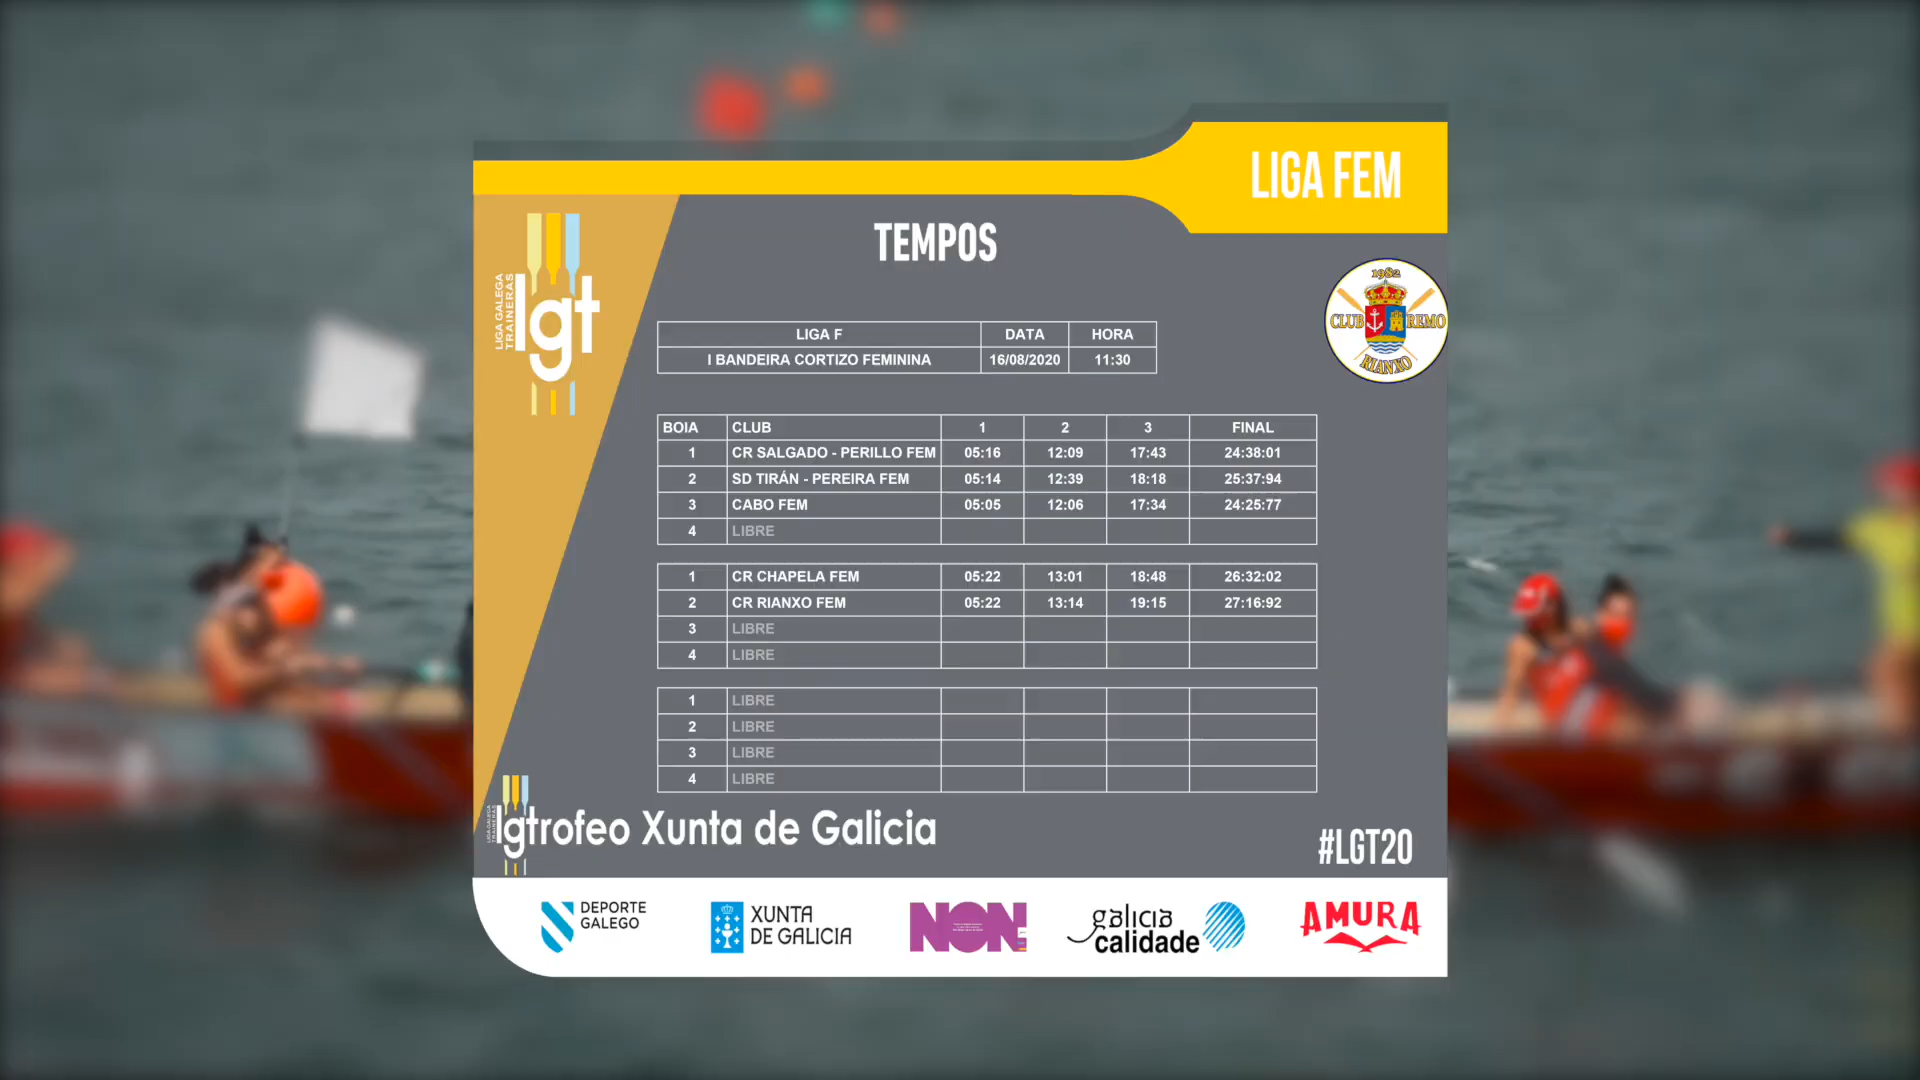 LIGA FEM
TEMPOS
LIGA GALEGA
TRAINERAS
lgt
1982
CLUB REMO
RIANXO
LIGA F DATA HORA
I BANDEIRA CORTIZO FEMININA 16/08/2020 11:30
BOIA CLUB 1 2 3 FINAL
1 CR SALGADO - PERILLO FEM 05:16 12:09 17:43 24:38:01
2 SD TIRÁN - PEREIRA FEM 05:14 12:39 18:18 25:37:94
3 CABO FEM 05:05 12:06 17:34 24:25:77
4 LIBRE
1 CR CHAPELA FEM 05:22 13:01 18:48 26:32:02
2 CR RIANXO FEM 05:22 13:14 19:15 27:16:92
3 LIBRE
4 LIBRE
1 LIBRE
2 LIBRE
3 LIBRE
4 LIBRE
lgtrofeo Xunta de Galicia
#LGT20
DEPORTE
GALEGO
XUNTA
DE GALICIA
NON!
galicia
calidade
AMURA